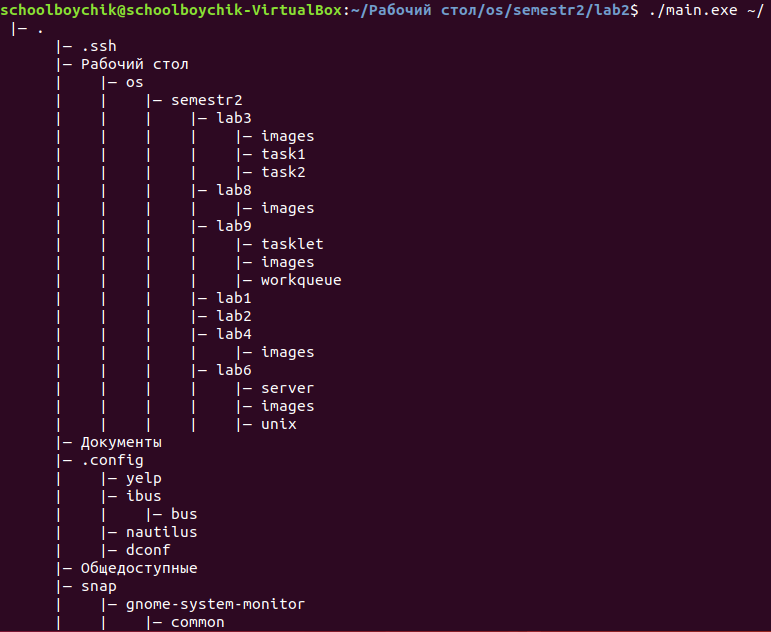 schoolboychik@schoolboychik-VirtualBox:~/Рабочий стол/os/semestr2/lab2$ ./main.exe ~/
 |— .
      |— .ssh
      |— Рабочий стол
      |    |— os
      |    |    |— semestr2
      |    |    |    |— lab3
      |    |    |    |    |— images
      |    |    |    |    |— task1
      |    |    |    |    |— task2
      |    |    |    |— lab8
      |    |    |    |    |— images
      |    |    |    |— lab9
      |    |    |    |    |— tasklet
      |    |    |    |    |— images
      |    |    |    |    |— workqueue
      |    |    |    |— lab1
      |    |    |    |— lab2
      |    |    |    |— lab4
      |    |    |    |    |— images
      |    |    |    |— lab6
      |    |    |    |    |— server
      |    |    |    |    |— images
      |    |    |    |    |— unix
      |— Документы
      |— .config
      |    |— yelp
      |    |— ibus
      |    |    |— bus
      |    |— nautilus
      |    |— dconf
      |— Общедоступные
      |— snap
      |    |— gnome-system-monitor
      |    |    |— common